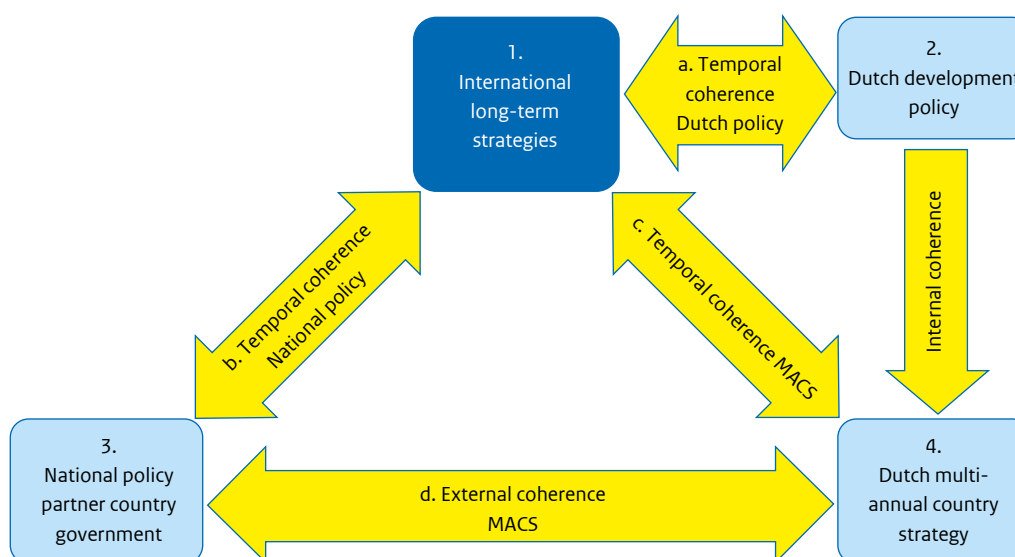 1.
International
long-term
strategies
a. Temporal
coherence
Dutch policy
2.
Dutch development
policy
b. Temporal coherence
National policy
c. Temporal coherence MACS
Internal coherence
3.
National policy
partner country
government
d. External coherence
MACS
4.
Dutch multi-
annual country
strategy